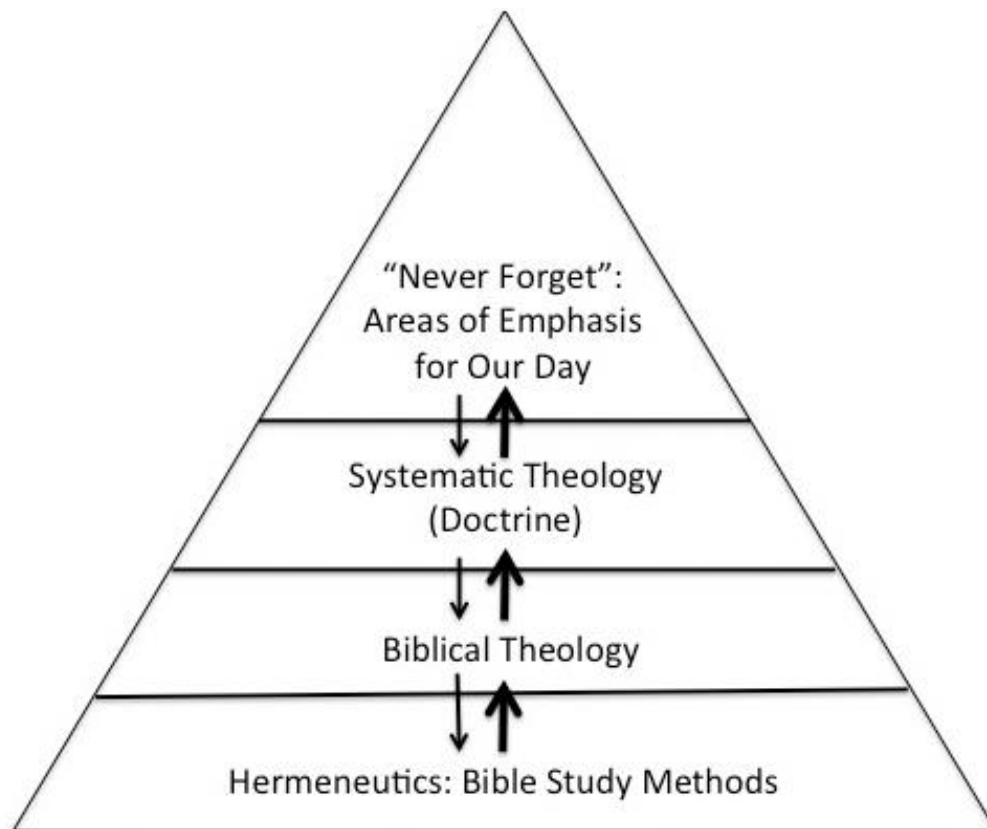 “Never Forget”:
Areas of Emphasis
for Our Day
Systematic Theology
(Doctrine)
Biblical Theology
Hermeneutics: Bible Study Methods